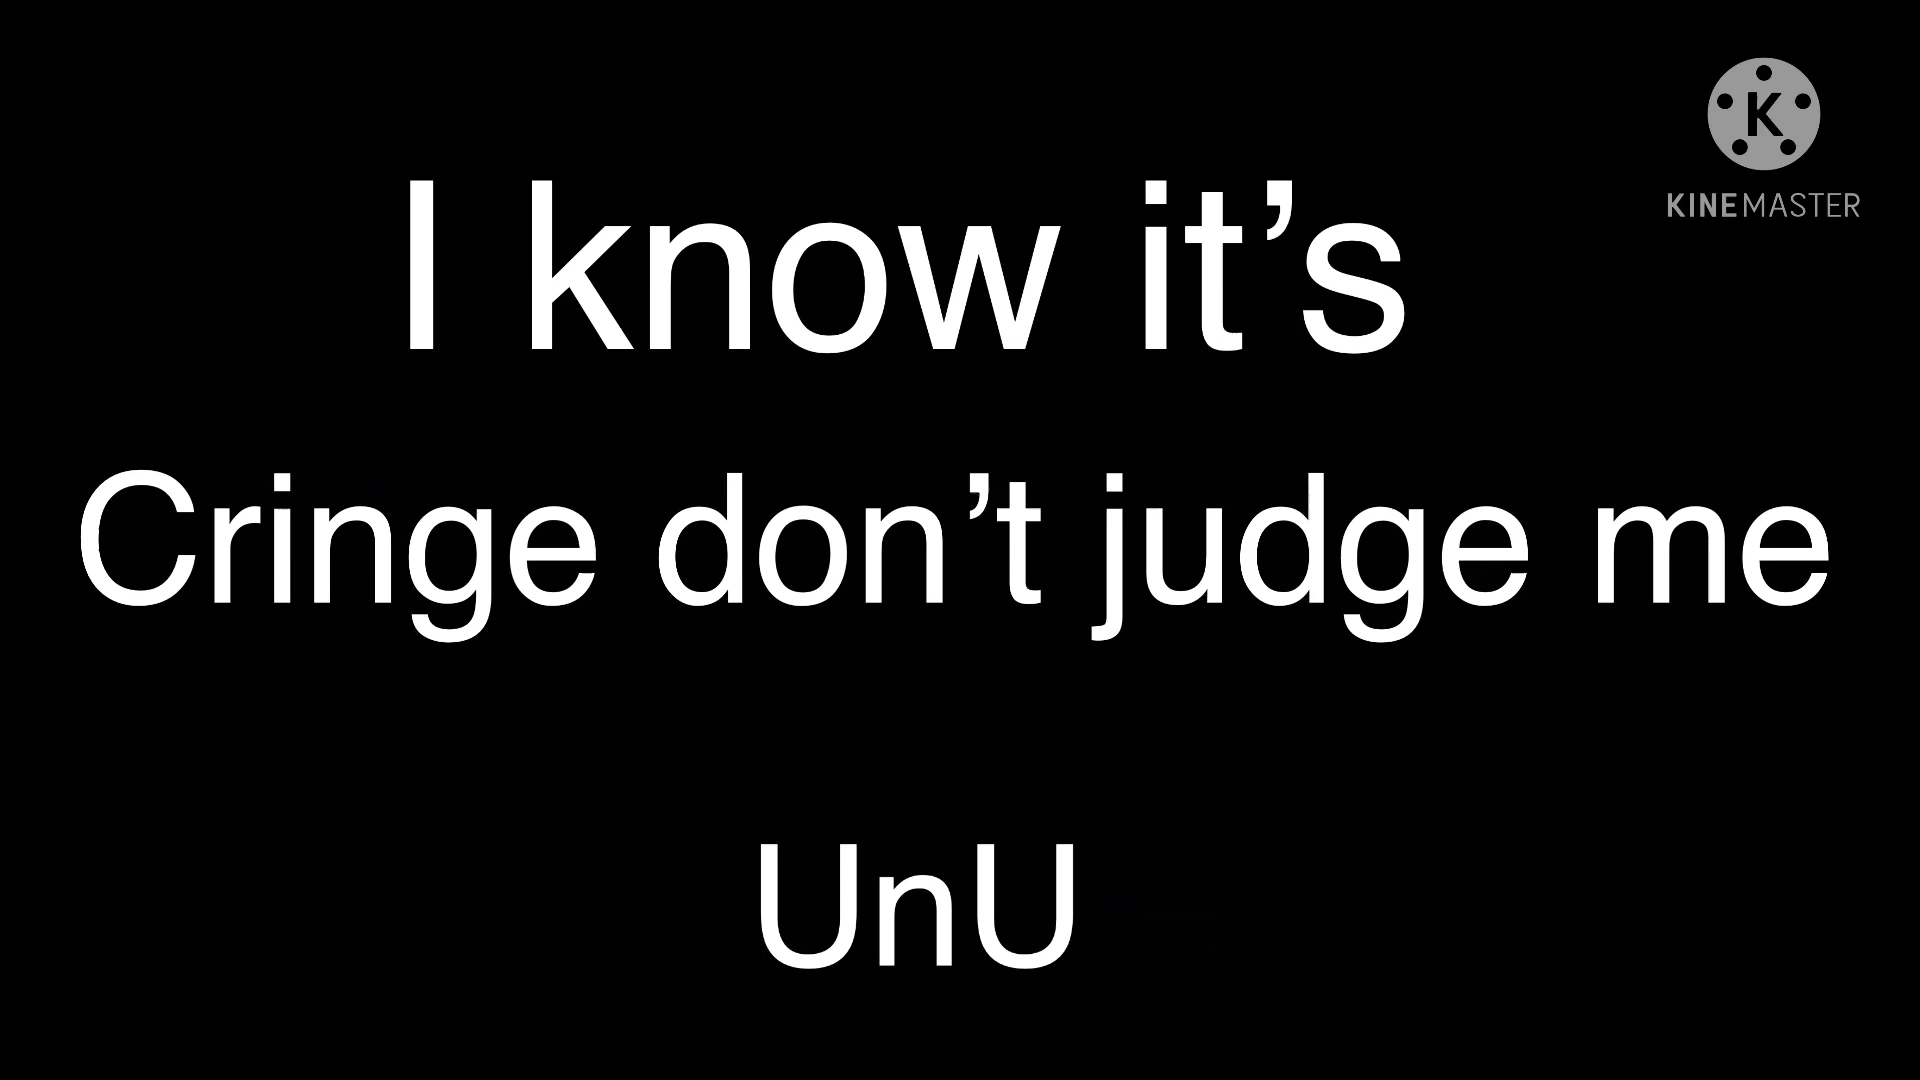 K
KINEMASTER
I know it’s
Cringe don’t judge me
UnU